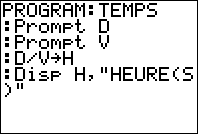 PROGRAM:TEMPS
:Prompt D
:Prompt V
:D/V→H
:Disp H,"HEURE(S
)"